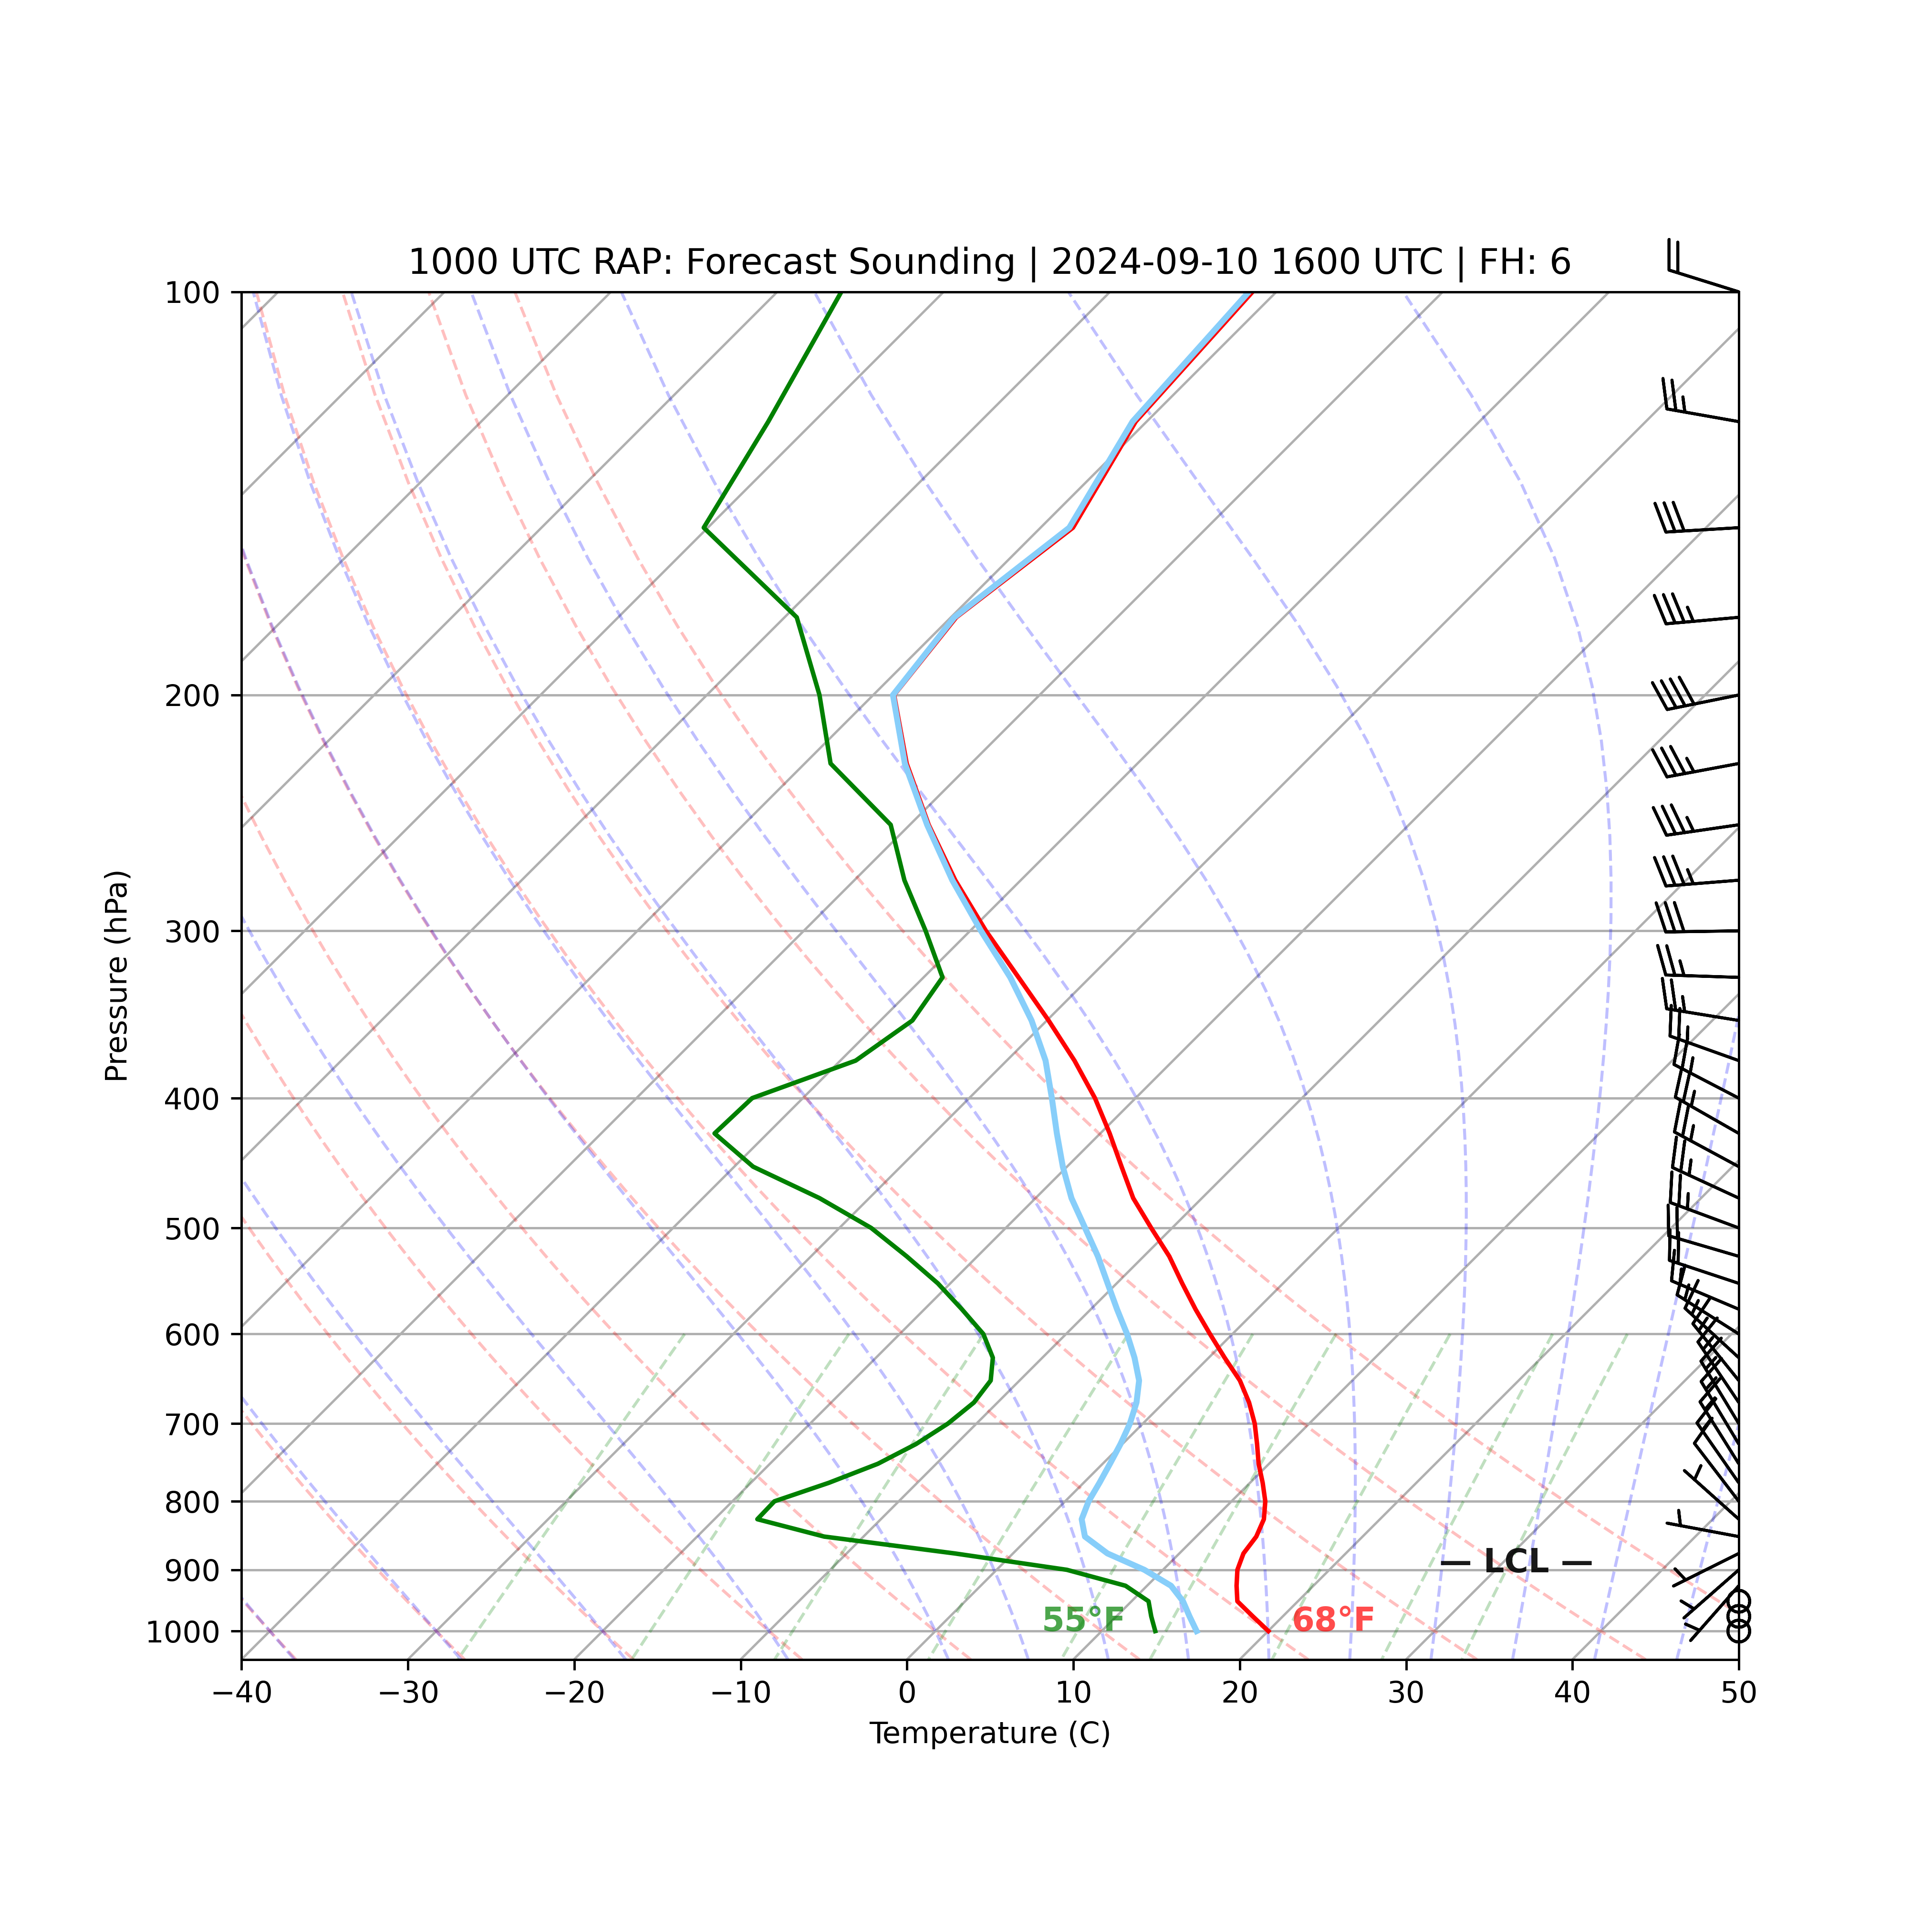 1000 UTC RAP: Forecast Sounding | 2024-09-10 1600 UTC | FH: 6
100
200
300
400
500
600
700
800
900
1000
Pressure (hPa)
— LCL —
55°F
68°F
−40 −30 −20 −10 0 10 20 30 40 50
Temperature (C)